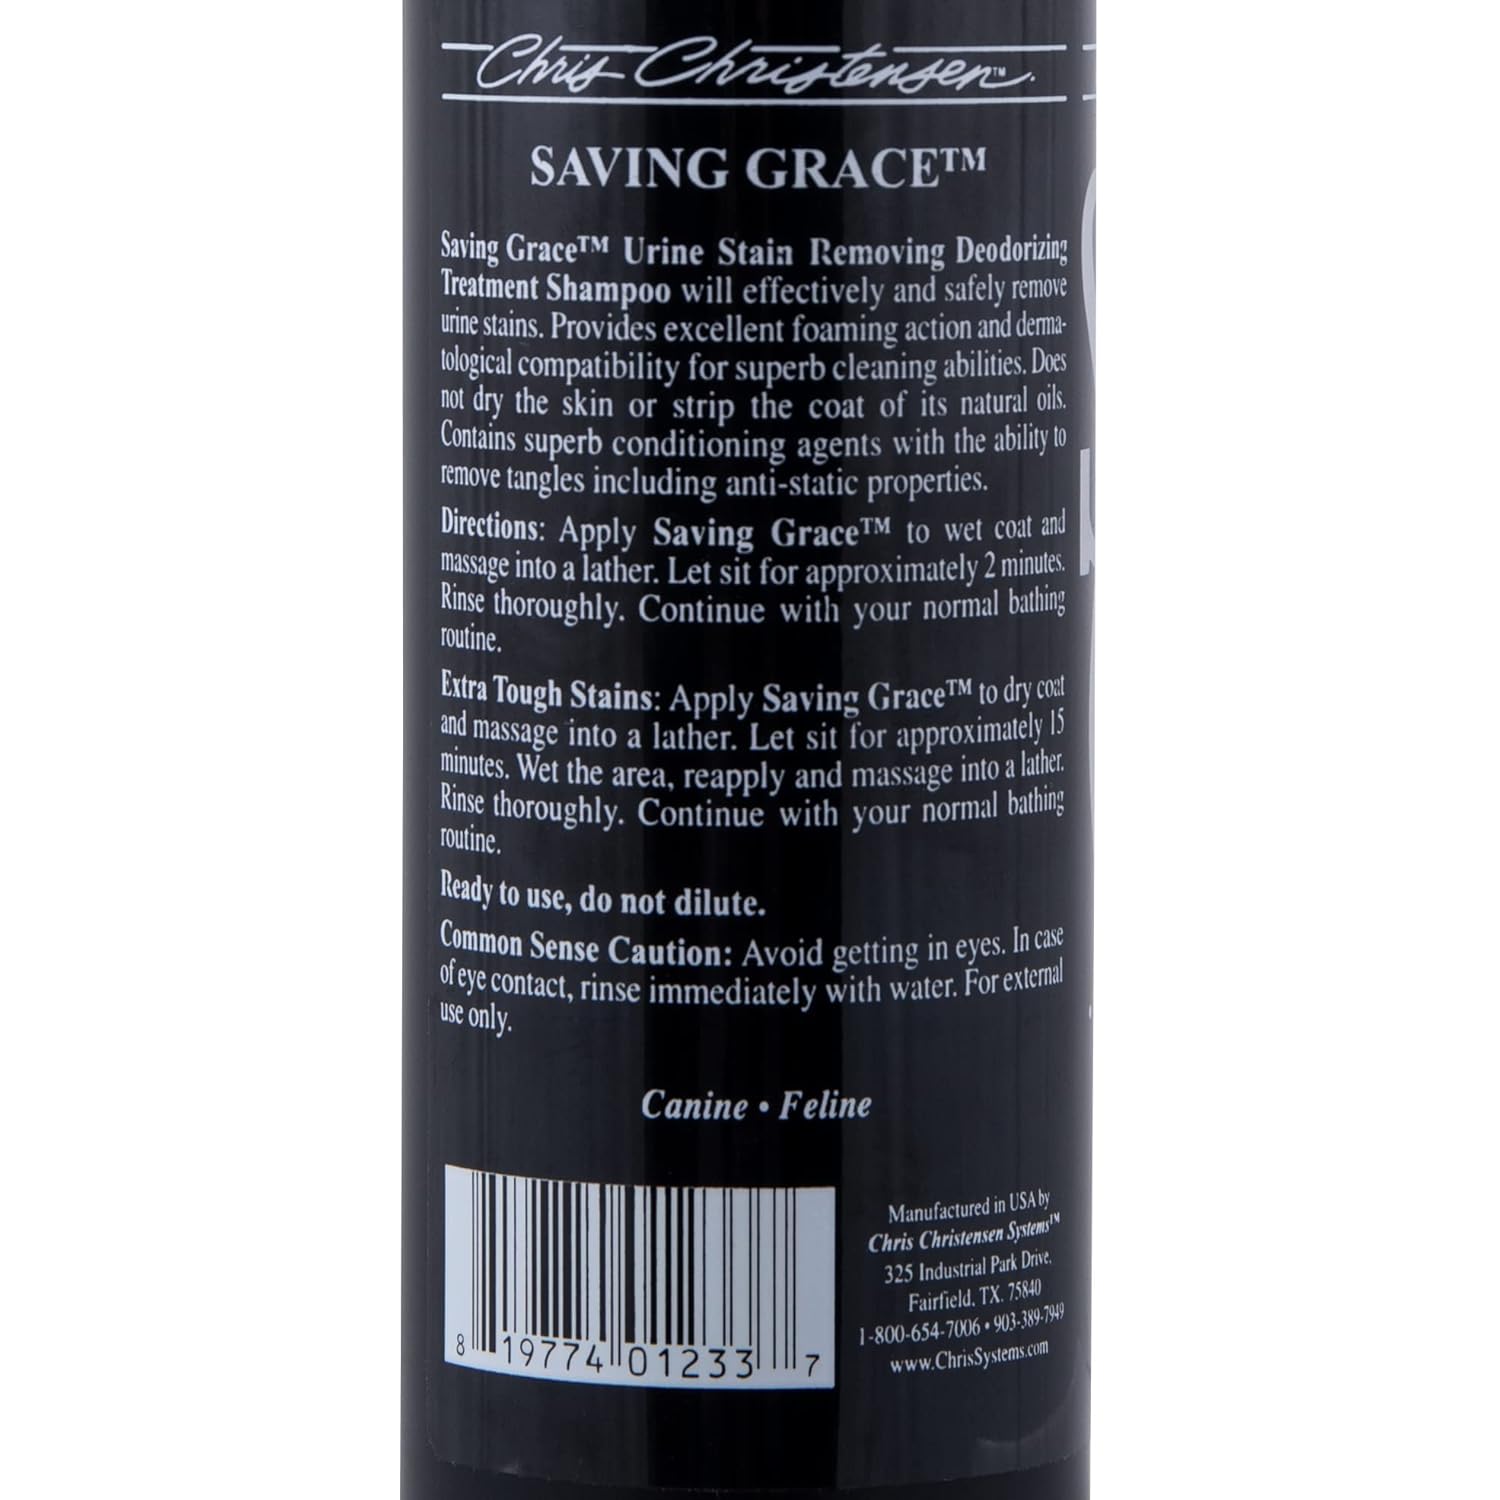 Chris Christensen™
SAVING GRACE™
Saving Grace™ Urine Stain Removing Deodorizing
Treatment Shampoo will effectively and safely remove
urine stains. Provides excellent foaming action and derma-
tological compatibility for superb cleaning abilities. Does
not dry the skin or strip the coat of its natural oils.
Contains superb conditioning agents with the ability to
remove tangles including anti-static properties.
Directions: Apply Saving Grace™ to wet coat and
massage into a lather. Let sit for approximately 2 minutes.
Rinse thoroughly. Continue with your normal bathing
routine.
Extra Tough Stains: Apply Saving Grace™ to dry coat
and massage into a lather. Let sit for approximately 15
minutes. Wet the area, reapply and massage into a lather.
Rinse thoroughly. Continue with your normal bathing
routine.
Ready to use, do not dilute.
Common Sense Caution: Avoid getting in eyes. In case
of eye contact, rinse immediately with water. For external
use only.
Canine • Feline
8 19774 01233 7
Manufactured in USA by
Chris Christensen Systems™
325 Industrial Park Drive,
Fairfield, TX. 75840
1-800-654-7006 • 903-389-7949
www.ChrisSystems.com